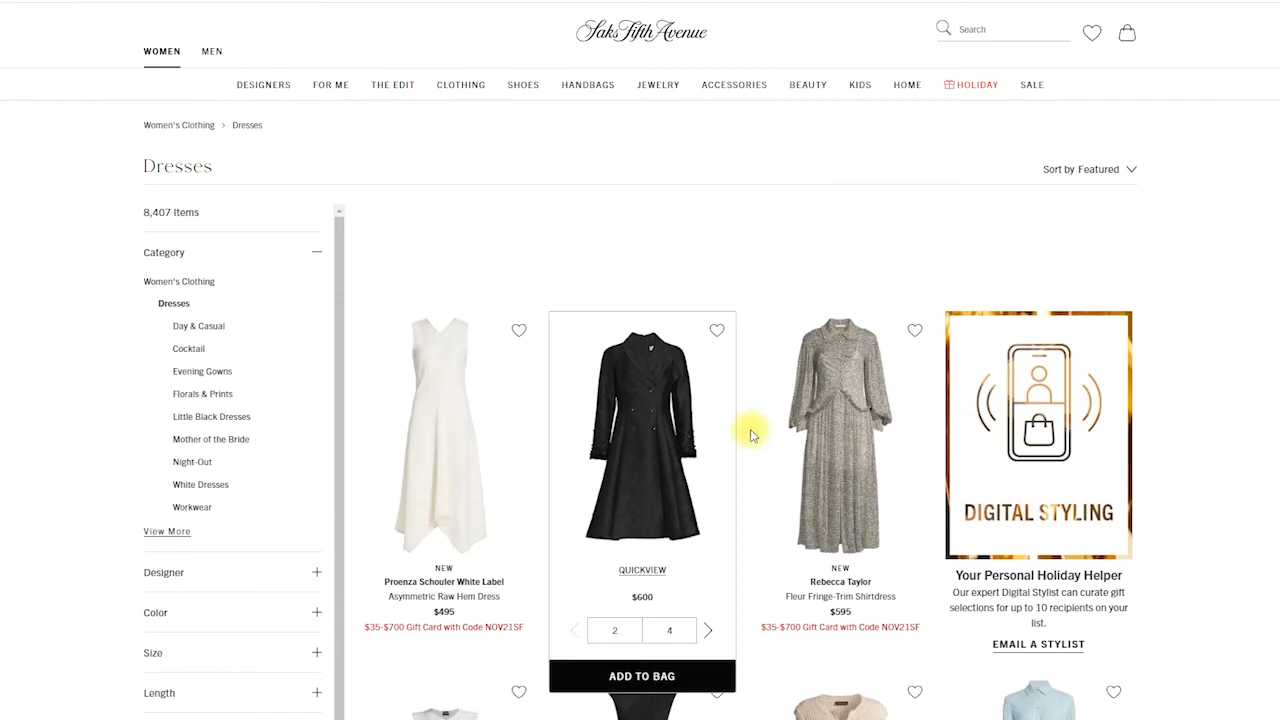 Saks Fifth Avenue
Search
WOMEN MEN
DESIGNERS FOR ME THE EDIT CLOTHING SHOES HANDBAGS JEWELRY ACCESSORIES BEAUTY KIDS HOME HOLIDAY SALE
Women's Clothing > Dresses
Dresses
Sort by Featured
8,407 Items
Category
Women's Clothing
Dresses
Day & Casual
Cocktail
Evening Gowns
Florals & Prints
Little Black Dresses
Mother of the Bride
Night-Out
White Dresses
Workwear
View More
Designer
Color
Size
Length
NEW
Proenza Schouler White Label
Asymmetric Raw Hem Dress
$495
$35-$700 Gift Card with Code NOV21SF
QUICKVIEW
$600
2 4
ADD TO BAG
NEW
Rebecca Taylor
Fleur Fringe-Trim Shirtdress
$595
$35-$700 Gift Card with Code NOV21SF
DIGITAL STYLING
Your Personal Holiday Helper
Our expert Digital Stylist can curate gift
selections for up to 10 recipients on your
list.
EMAIL A STYLIST